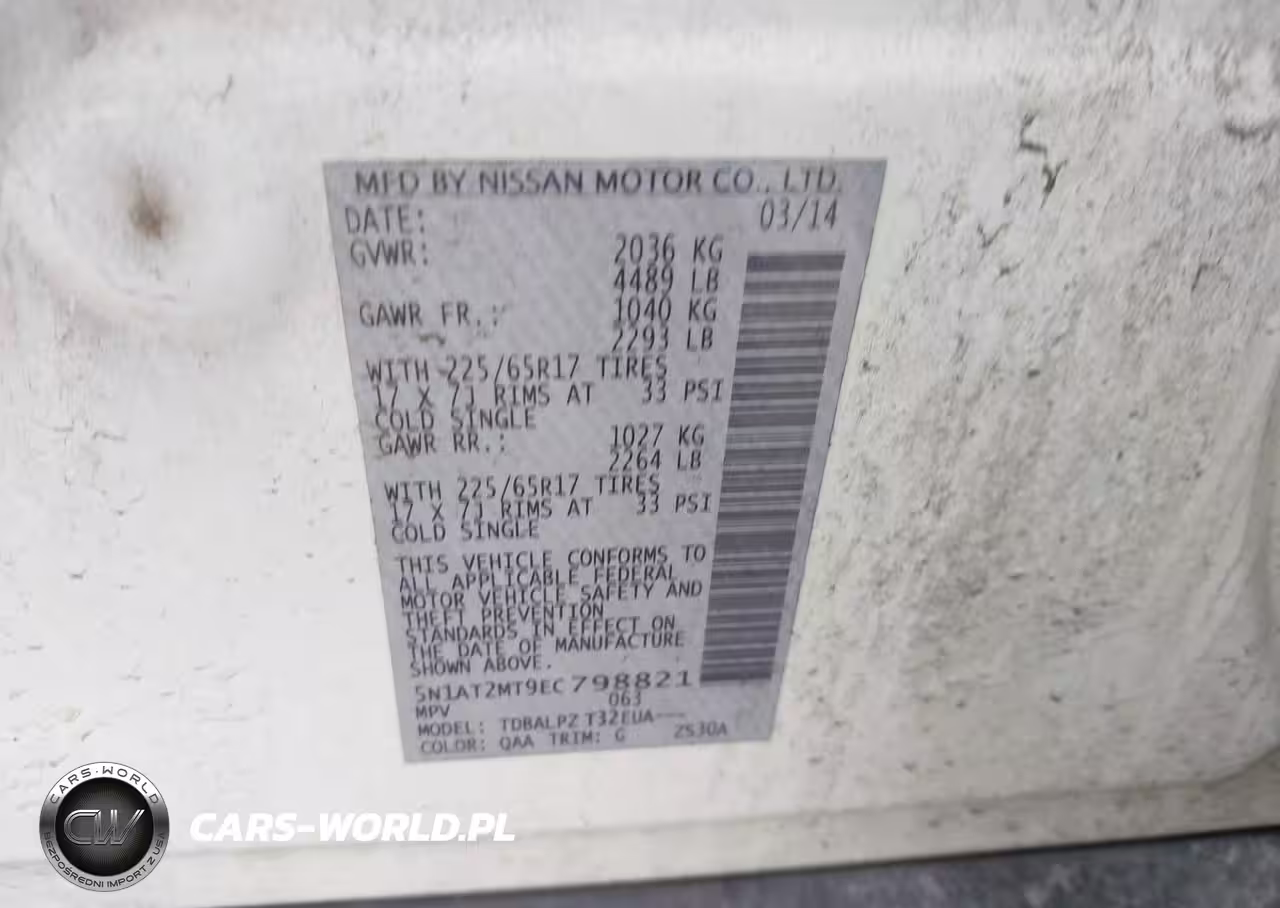 MFD BY NISSAN MOTOR CO., LTD.
DATE: 03/14
GVWR: 2036 KG
4489 LB
GAWR FR.: 1040 KG
2293 LB
WITH 225/65R17 TIRES
17 X 7J RIMS AT 33 PSI
COLD SINGLE
GAWR RR.: 1027 KG
2264 LB
WITH 225/65R17 TIRES
17 X 7J RIMS AT 33 PSI
COLD SINGLE
THIS VEHICLE CONFORMS TO
ALL APPLICABLE FEDERAL
MOTOR VEHICLE SAFETY AND
THEFT PREVENTION
STANDARDS IN EFFECT ON
THE DATE OF MANUFACTURE
SHOWN ABOVE.
5N1AT2MT9EC798821
MPV 063
MODEL: TDBALPZ T32EUA---
COLOR: QAA TRIM: G ZS30A
CARS-WORLD
CW
BEZPOŚREDNI IMPORT Z USA
CARS-WORLD.PL